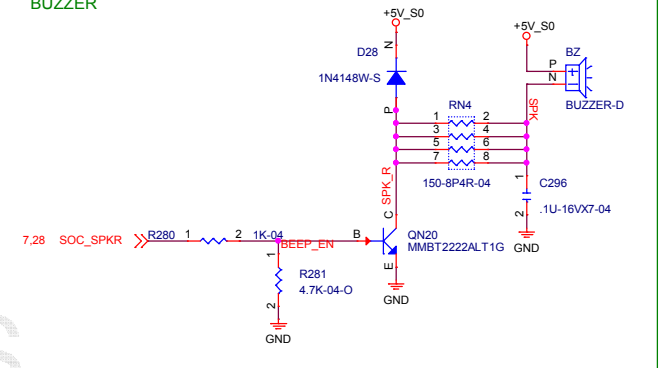 BUZZER
+5V_S0
+5V_S0
D28
N
BZ
1N4148W-S
P
N
BUZZER-D
P
RN4
SPK
1 2
3 4
5 6
7 8
150-8P4R-04
SPK_R
1
C296
2
.1U-16VX7-04
GND
C
7,28 SOC_SPKR R280 1 2 1K-04
BEEP_EN
B
QN20
MMBT2222ALT1G
E
GND
1
R281
4.7K-04-O
2
GND